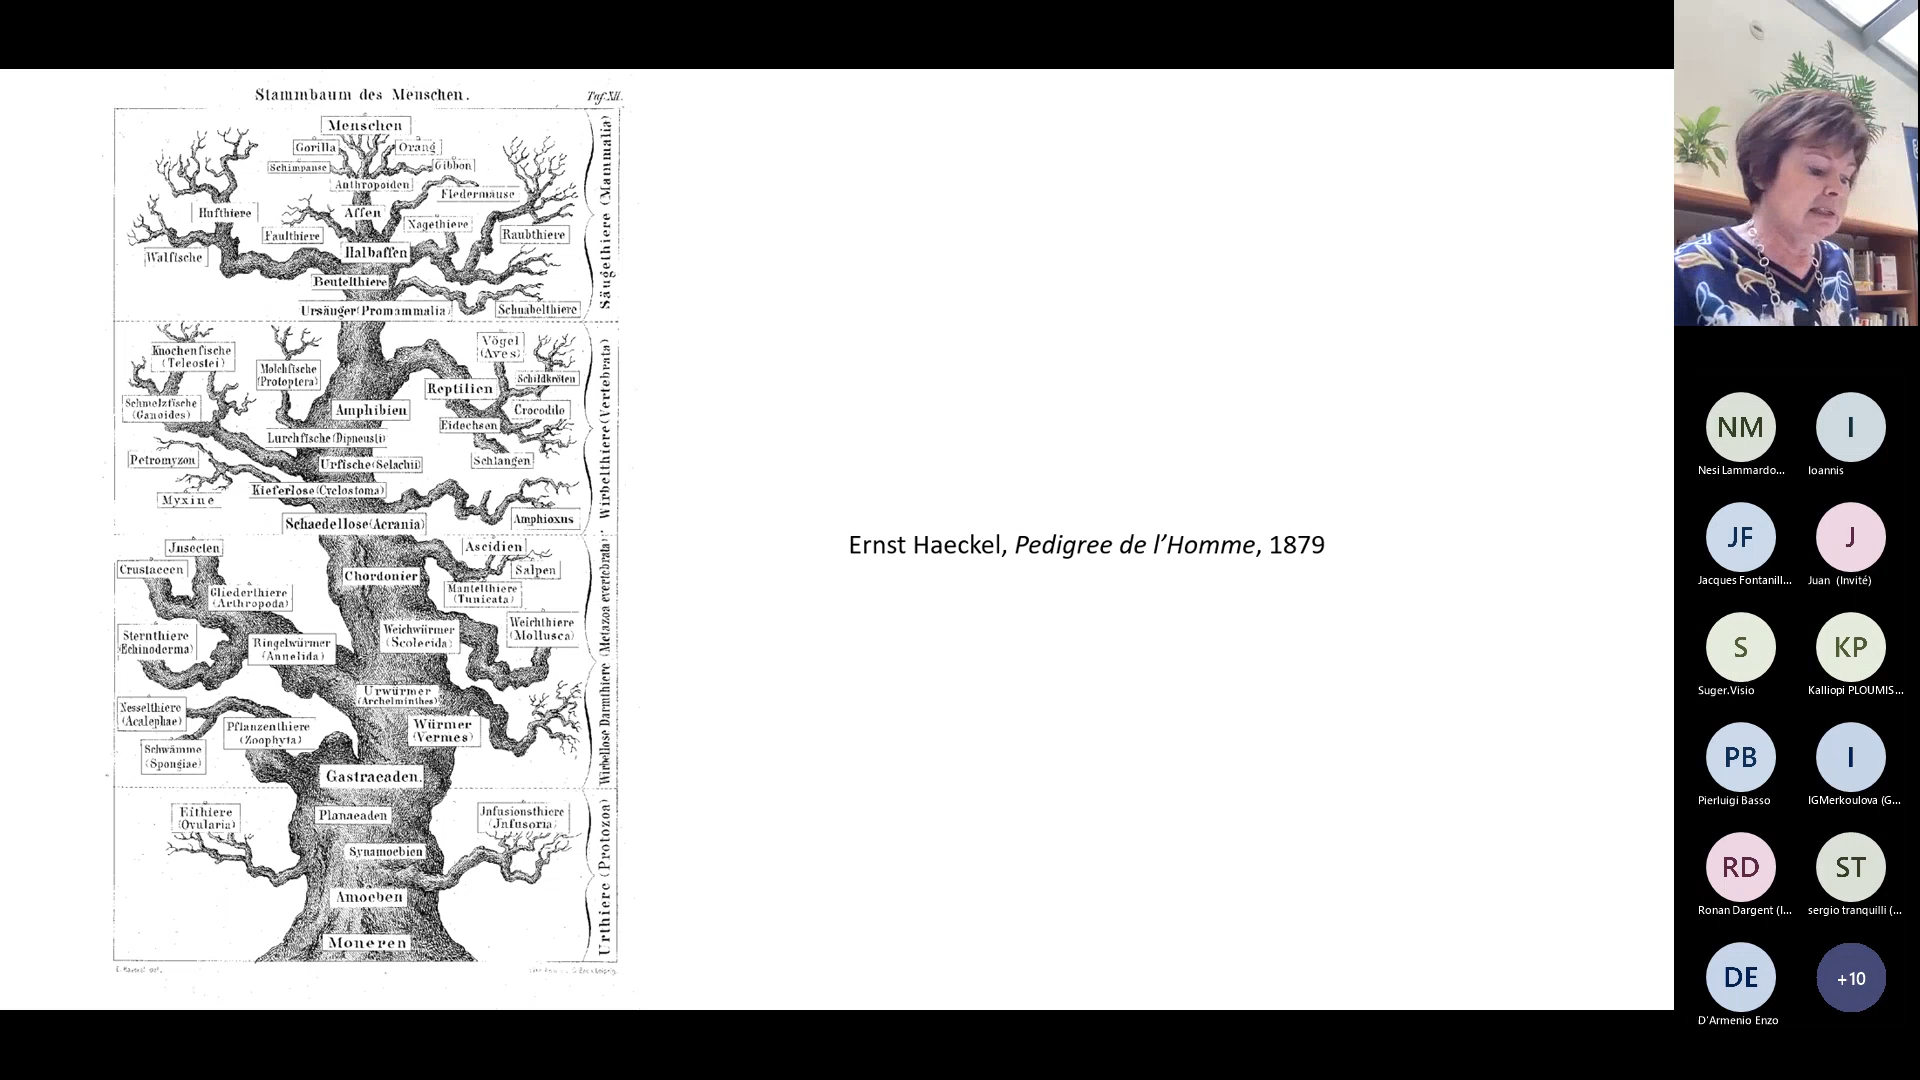 Stammbaum des Menschen.
Taf. XII.
Menschen
Gorilla
Orang
Schimpanse
Gibbon
Anthropoiden
Fledermäuse
Hufthiere
Affen
Nagethiere
Faulthiere
Raubthiere
Walfische
Halbaffen
Beutelthiere
Ursäuger (Promammalia)
Schnabelthiere
Säugethiere (Mammalia)
Knochenfische
(Teleostei)
Molchfische
(Protoptera)
Vögel
(Aves)
Schildkröten
Reptilien
Schmelzfische
(Ganoides)
Amphibien
Crocodile
Eidechsen
Lurchfische (Dipneusti)
Petromyzon
Urfische (Selachii)
Schlangen
Kieferlose (Cyclostoma)
Myxine
Schaedellose (Acrania)
Amphioxus
Wirbelthiere (Vertebrata)
Jnsecten
Ascidien
Crustaceen
Chordonier
Salpen
Gliederthiere
(Arthropoda)
Mantelthiere
(Tunicata)
Sternthiere
(Echinoderma)
Ringelwürmer
(Annelida)
Weichwürmer
(Scolecida)
Weichthiere
(Mollusca)
Urwürmer
(Archelminthes)
Nesselthiere
(Acalephae)
Pflanzenthiere
(Zoophyta)
Würmer
(Vermes)
Schwämme
(Spongiae)
Gastraeaden.
Wirbellose Darmthiere (Metazoa evertebrata)
Eithiere
(Ovularia)
Planaeaden
Jnfusionsthiere
(Jnfusoria)
Synamoebien
Amoeben
Moneren
Urthiere (Protozoa)
Ernst Haeckel, Pedigree de l’Homme, 1879
NM
Nesi Lammardo...
I
Ioannis
JF
Jacques Fontanill...
J
Juan (Invité)
S
Suger.Visio
KP
Kalliopi PLOUMIS...
PB
Pierluigi Basso
I
IGMerkoulova (G...
RD
Ronan Dargent (I...
ST
sergio tranquilli (...
DE
D'Armenio Enzo
+10